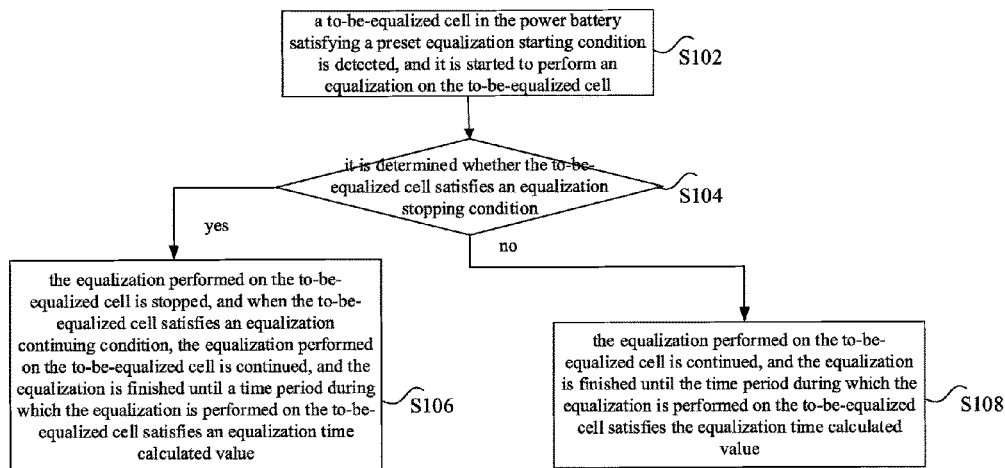 a to-be-equalized cell in the power battery
satisfying a preset equalization starting condition
is detected, and it is started to perform an
equalization on the to-be-equalized cell
S102
it is determined whether the to-be-
equalized cell satisfies an equalization
stopping condition
S104
yes
no
the equalization performed on the to-be-
equalized cell is stopped, and when the to-be-
equalized cell satisfies an equalization
continuing condition, the equalization performed
on the to-be-equalized cell is continued, and the
equalization is finished until a time period during
which the equalization is performed on the to-be-
equalized cell satisfies an equalization time
calculated value
S106
the equalization performed on the to-be-
equalized cell is continued, and the equalization
is finished until the time period during which the
equalization is performed on the to-be-equalized
cell satisfies the equalization time calculated
value
S108